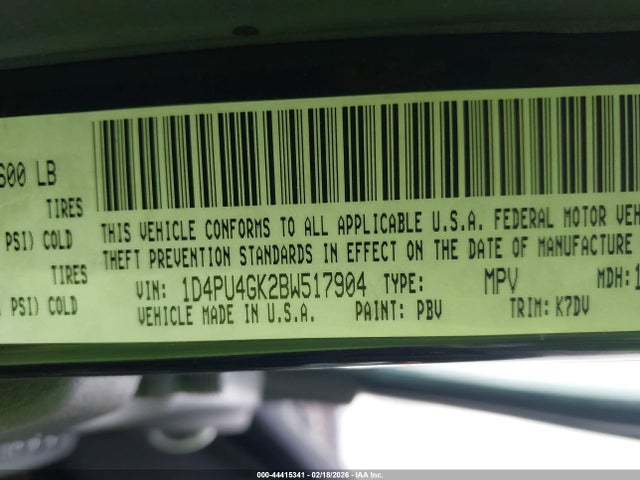 600 LB
TIRES
PSI) COLD
TIRES
PSI) COLD
THIS VEHICLE CONFORMS TO ALL APPLICABLE U.S.A. FEDERAL MOTOR VEH
THEFT PREVENTION STANDARDS IN EFFECT ON THE DATE OF MANUFACTURE
VIN: 1D4PU4GK2BW517904 TYPE: MPV MDH: 1
VEHICLE MADE IN U.S.A. PAINT: PBV TRIM: K7DV
000-44415341 - 02/18/2026 - IAA Inc.